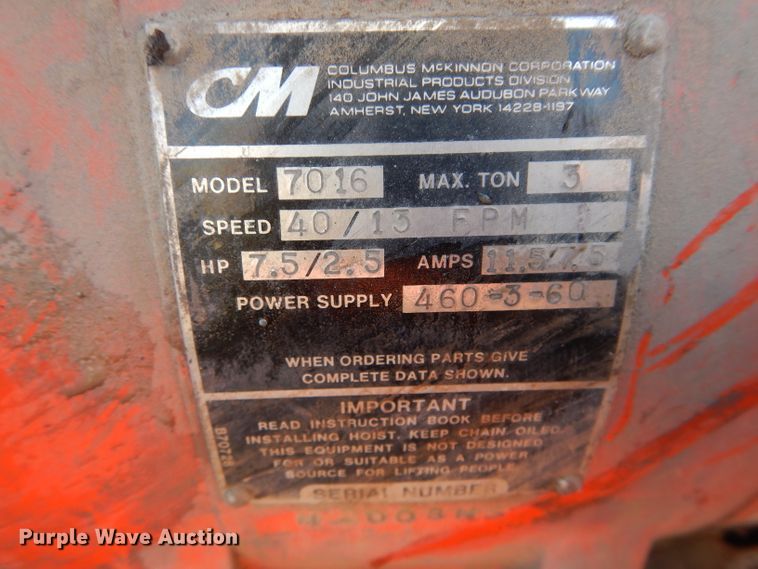 CM
COLUMBUS McKINNON CORPORATION
INDUSTRIAL PRODUCTS DIVISION
140 JOHN JAMES AUDUBON PARKWAY
AMHERST, NEW YORK 14228-1197
MODEL 7016 MAX. TON 3
SPEED 40/13 FPM
HP 7.5/2.5 AMPS 11.5/7.5
POWER SUPPLY 460-3-60
WHEN ORDERING PARTS GIVE
COMPLETE DATA SHOWN.
IMPORTANT
READ INSTRUCTION BOOK BEFORE
INSTALLING HOIST. KEEP CHAIN OILED.
THIS EQUIPMENT IS NOT DESIGNED
FOR OR SUITABLE AS A POWER
SOURCE FOR LIFTING PEOPLE.
SERIAL NUMBER
Purple Wave Auction